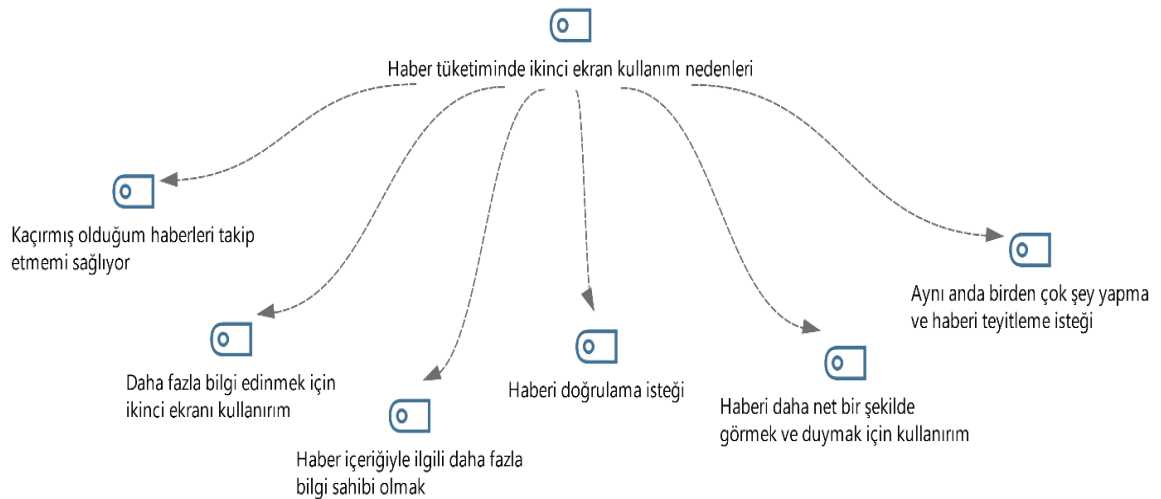 Haber tüketiminde ikinci ekran kullanım nedenleri
Kaçırmış olduğum haberleri takip
etmemi sağlıyor
Daha fazla bilgi edinmek için
ikinci ekranı kullanırım
Haber içeriğiyle ilgili daha fazla
bilgi sahibi olmak
Haberi doğrulama isteği
Haberi daha net bir şekilde
görmek ve duymak için kullanırım
Aynı anda birden çok şey yapma
ve haberi teyitleme isteği